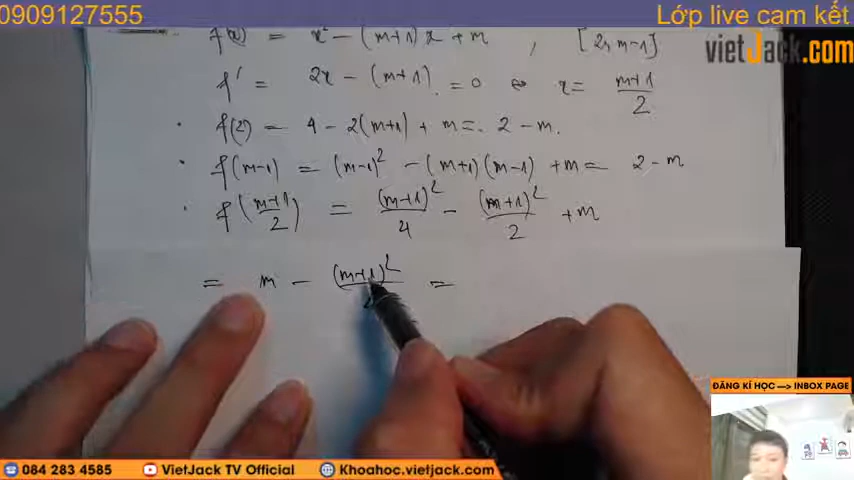 0909127555
Lớp live cam kết
vietJack.com
f(x) = x² - (m+1)x + m , [2; m-1]
f' = 2x - (m+1) = 0 ⇔ x = (m+1)/2
· f(2) = 4 - 2(m+1) + m = 2 - m.
· f(m-1) = (m-1)² - (m+1)(m-1) + m = 2 - m
· f((m+1)/2) = (m+1)²/4 - (m+1)²/2 + m
= m - (m+1)² =
ĐĂNG KÍ HỌC --> INBOX PAGE
084 283 4585 VietJack TV Official Khoahoc.vietjack.com